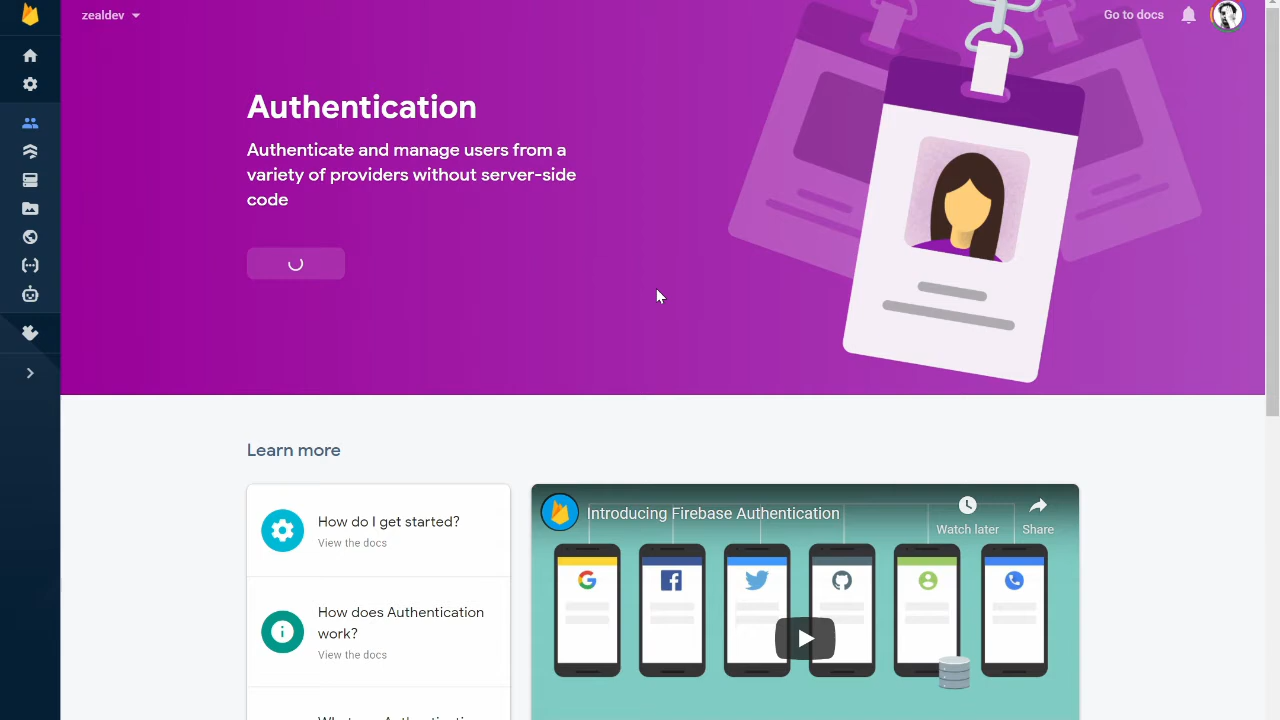 zealdev
Go to docs
Authentication
Authenticate and manage users from a
variety of providers without server-side
code
Learn more
How do I get started?
View the docs
How does Authentication
work?
View the docs
Introducing Firebase Authentication
Watch later
Share